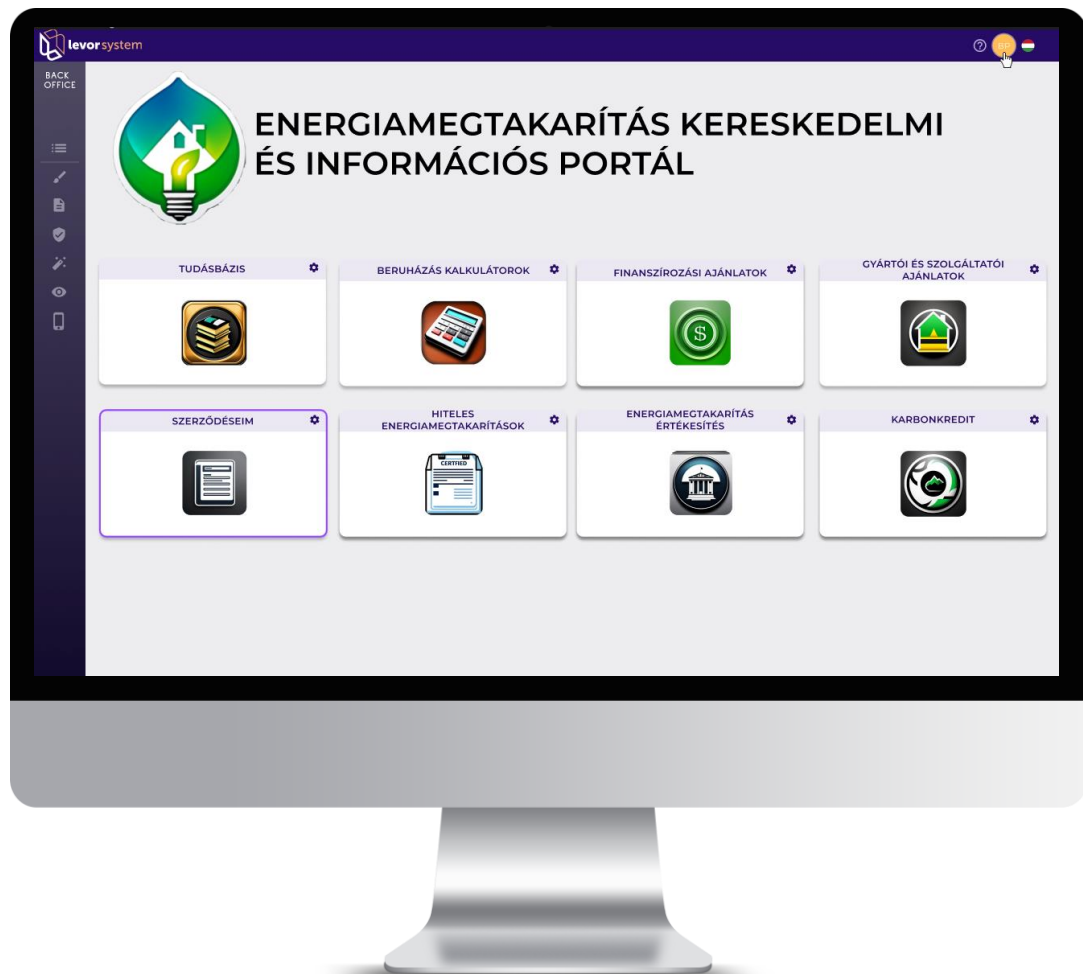 levorsystem
BP
BACK
OFFICE
ENERGIAMEGTAKARÍTÁS KERESKEDELMI
ÉS INFORMÁCIÓS PORTÁL
TUDÁSBÁZIS
BERUHÁZÁS KALKULÁTOROK
FINANSZÍROZÁSI AJÁNLATOK
GYÁRTÓI ÉS SZOLGÁLTATÓI
AJÁNLATOK
$
SZERZŐDÉSEIM
HITELES
ENERGIAMEGTAKARÍTÁSOK
ENERGIAMEGTAKARÍTÁS
ÉRTÉKESÍTÉS
KARBONKREDIT